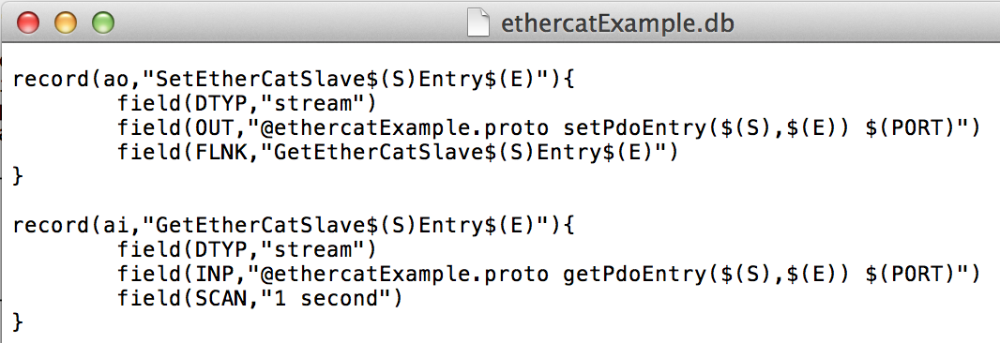 ethercatExample.db
record(ao,"SetEtherCatSlave$(S)Entry$(E)"){
field(DTYP,"stream")
field(OUT,"@ethercatExample.proto setPdoEntry($(S),$(E)) $(PORT)")
field(FLNK,"GetEtherCatSlave$(S)Entry$(E)")
}
record(ai,"GetEtherCatSlave$(S)Entry$(E)"){
field(DTYP,"stream")
field(INP,"@ethercatExample.proto getPdoEntry($(S),$(E)) $(PORT)")
field(SCAN,"1 second")
}